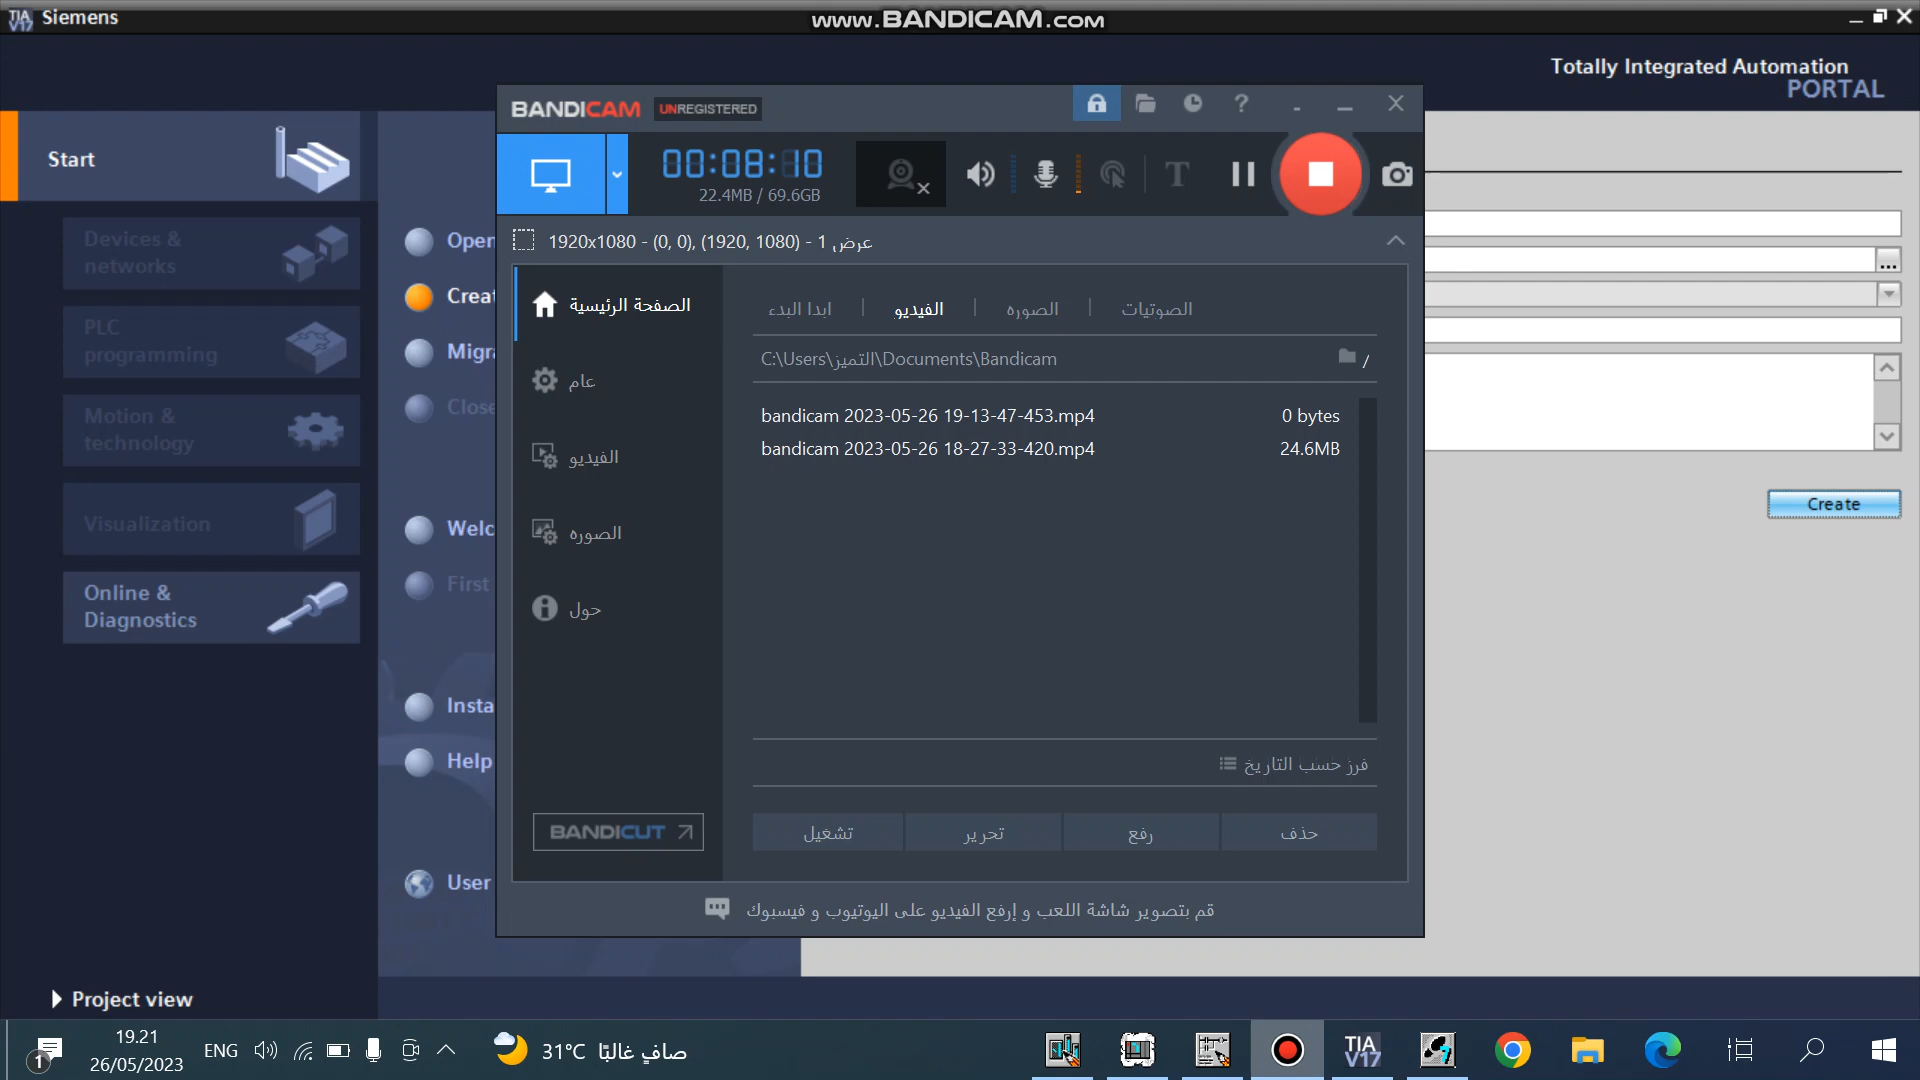 Siemens
www.BANDICAM.com
Totally Integrated Automation
PORTAL
Start
Devices &
networks
PLC
programming
Motion &
technology
Visualization
Online &
Diagnostics
Project view
Open
Creat
Migra
Close
Welc
First
Insta
Help
User
BANDICAM
UNREGISTERED
00:08:10
22.4MB / 69.6GB
T
1920x1080 - (0, 0), (1920, 1080) - 1 عرض
الصفحة الرئيسية
عام
الفيديو
الصوره
حول
BANDICUT
ابدا البدء
الفيديو
الصوره
الصوتيات
C:\Users\التميز\Documents\Bandicam
/
bandicam 2023-05-26 19-13-47-453.mp4 0 bytes
bandicam 2023-05-26 18-27-33-420.mp4 24.6MB
فرز حسب التاريخ
تشغيل
تحرير
رفع
حذف
قم بتصوير شاشة اللعب و إرفع الفيديو على اليوتيوب و فيسبوك
...
Create
1
19.21
26/05/2023
ENG
31°C صافٍ غالبًا
TIA
V17